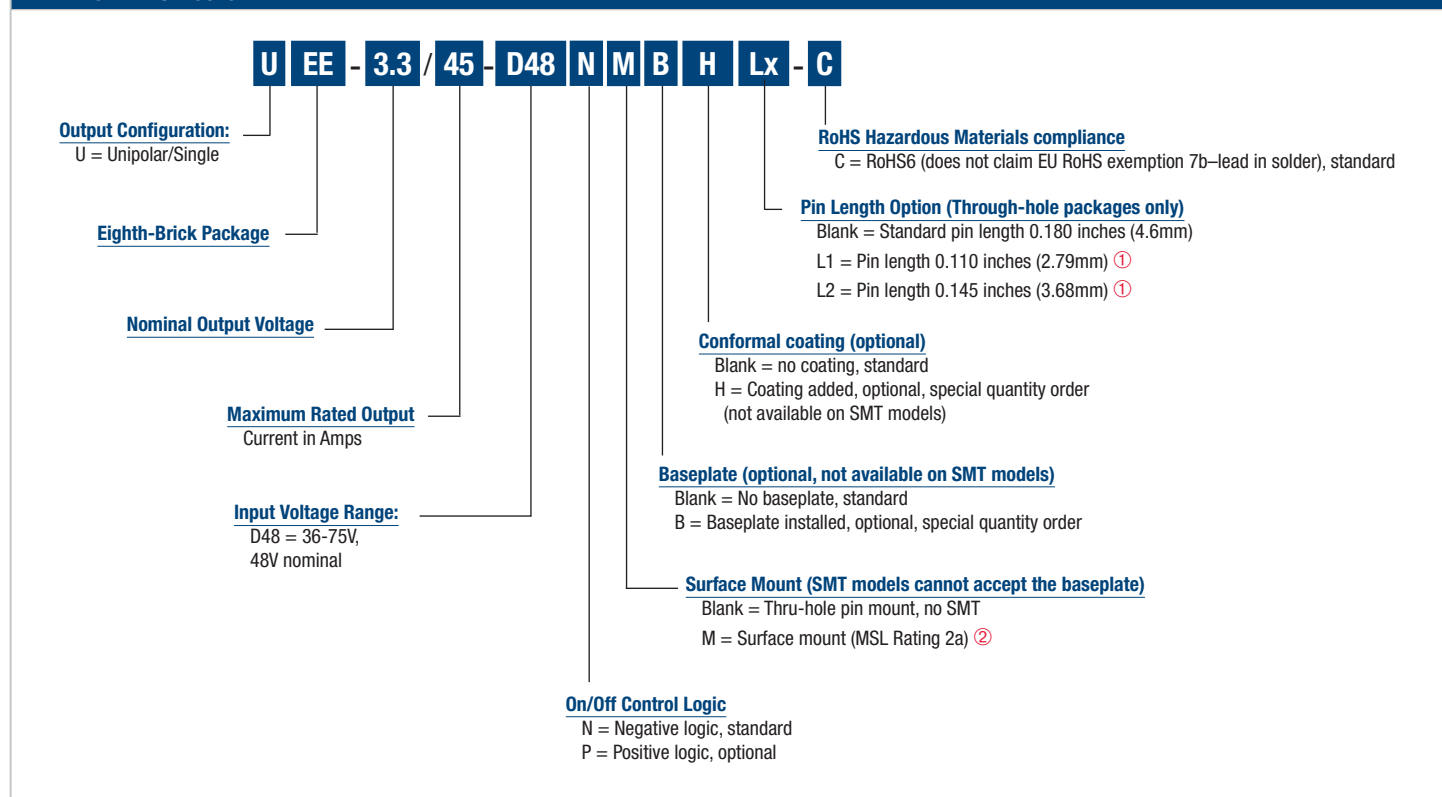 U EE - 3.3 / 45 - D48 N M B H Lx - C
Output Configuration:
U = Unipolar/Single
Eighth-Brick Package
Nominal Output Voltage
Maximum Rated Output
Current in Amps
Input Voltage Range:
D48 = 36-75V,
48V nominal
RoHS Hazardous Materials compliance
C = RoHS6 (does not claim EU RoHS exemption 7b–lead in solder), standard
Pin Length Option (Through-hole packages only)
Blank = Standard pin length 0.180 inches (4.6mm)
L1 = Pin length 0.110 inches (2.79mm) ①
L2 = Pin length 0.145 inches (3.68mm) ①
Conformal coating (optional)
Blank = no coating, standard
H = Coating added, optional, special quantity order
(not available on SMT models)
Baseplate (optional, not available on SMT models)
Blank = No baseplate, standard
B = Baseplate installed, optional, special quantity order
Surface Mount (SMT models cannot accept the baseplate)
Blank = Thru-hole pin mount, no SMT
M = Surface mount (MSL Rating 2a) ②
On/Off Control Logic
N = Negative logic, standard
P = Positive logic, optional